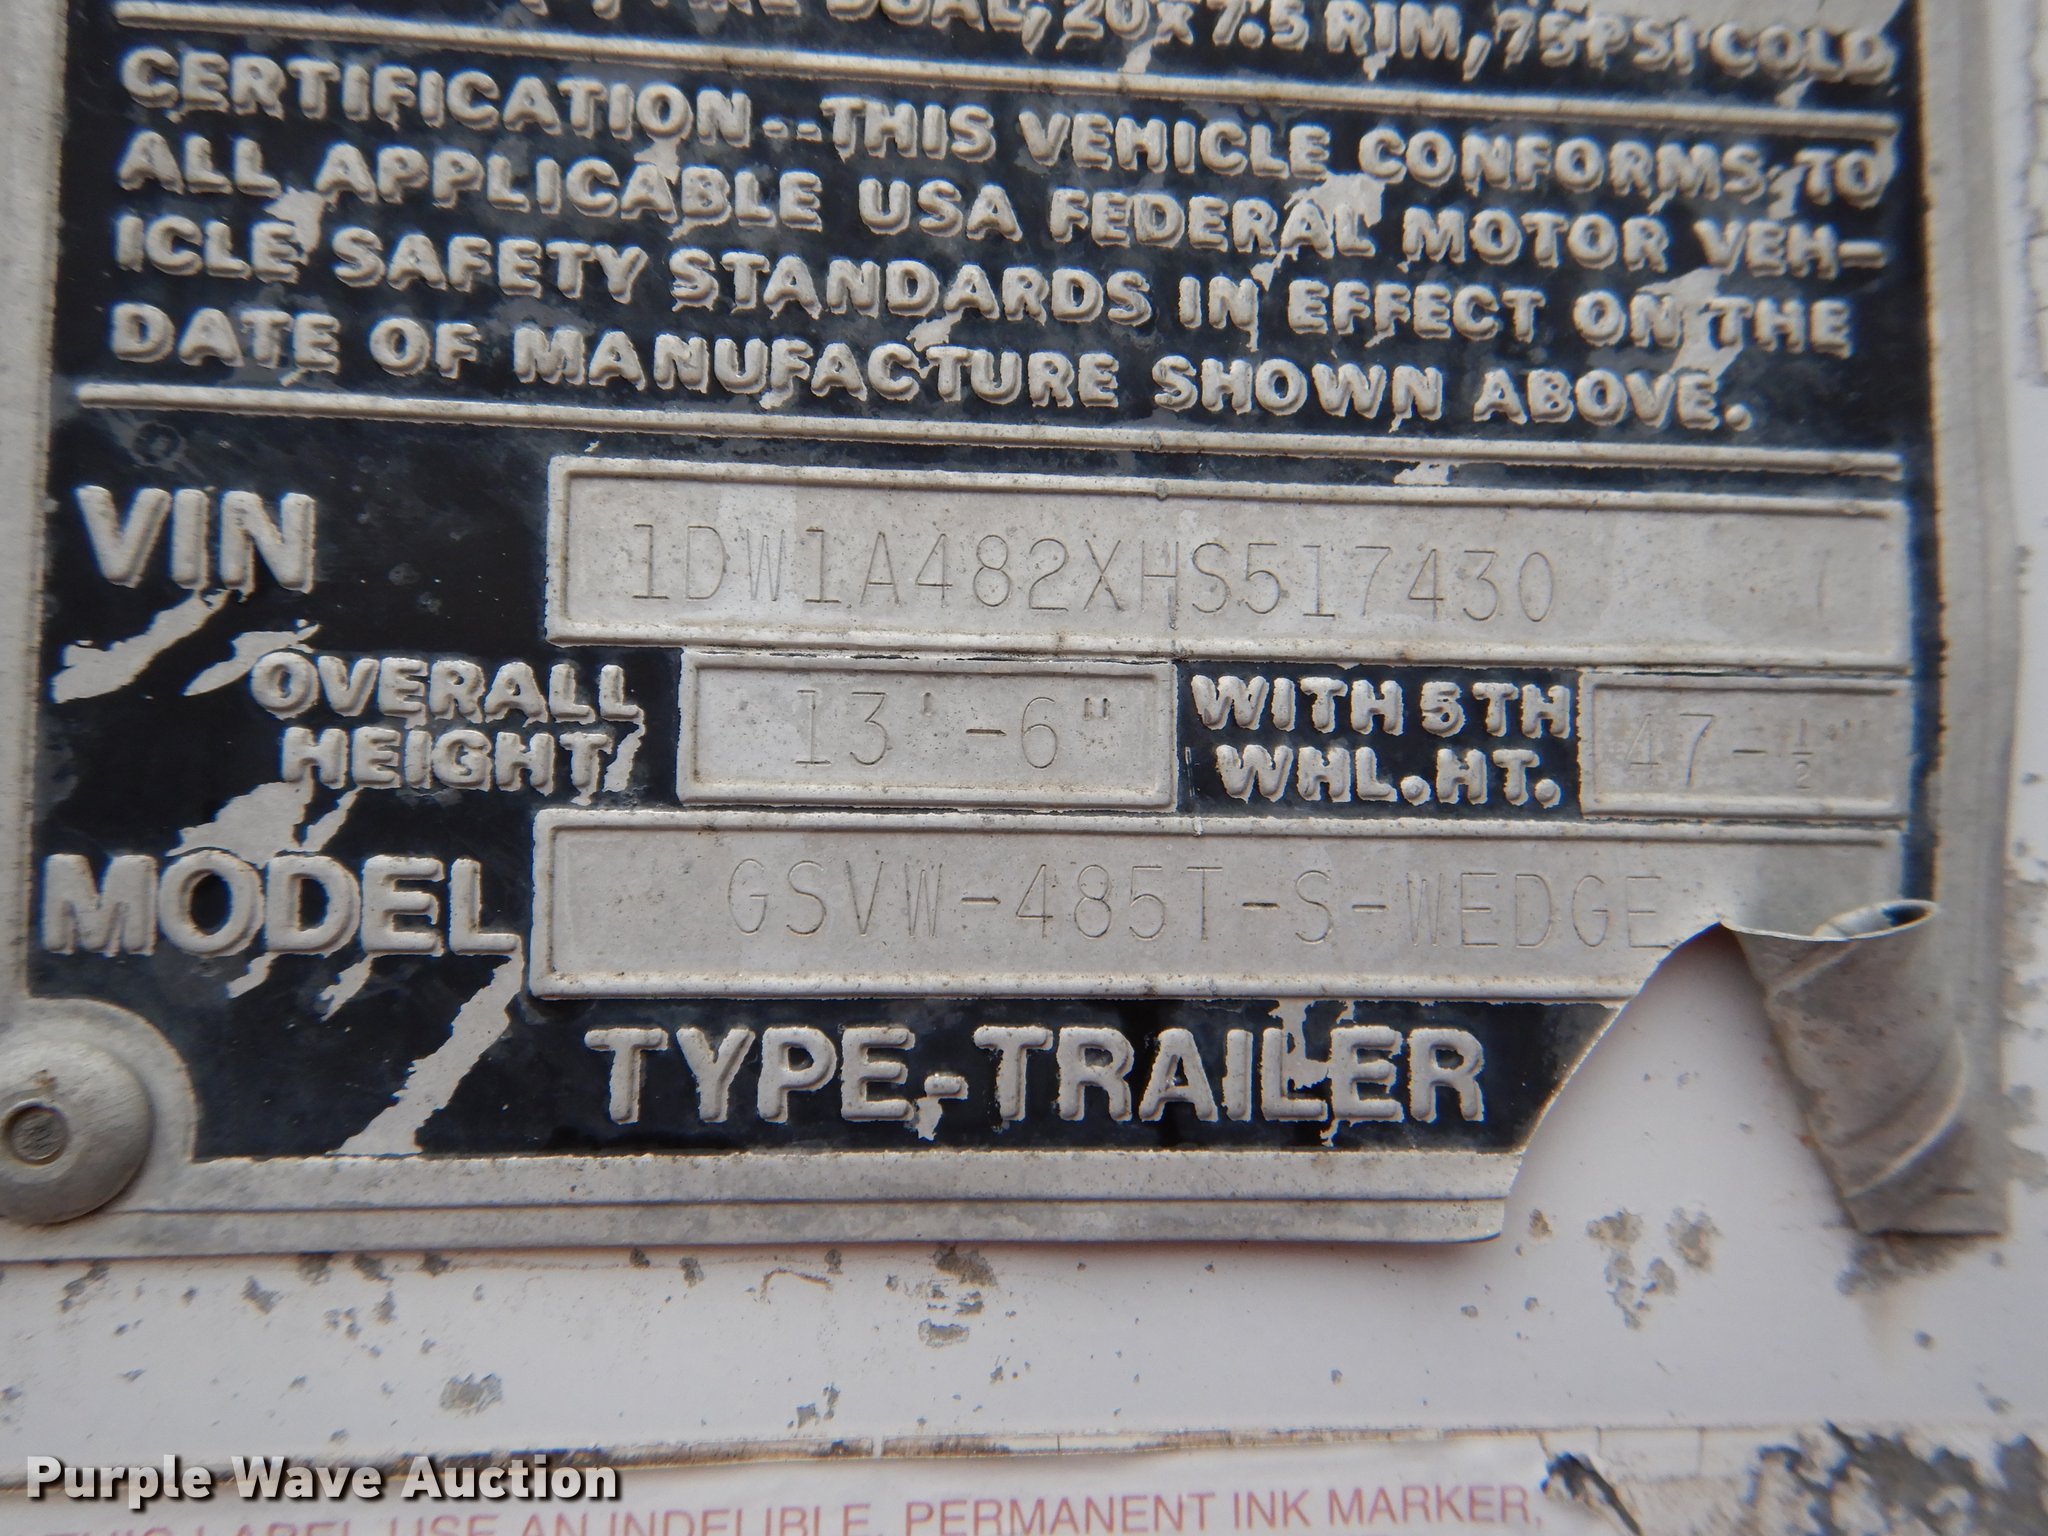 DUAL, 20x7.5 RIM, 75 PSI COLD
CERTIFICATION--THIS VEHICLE CONFORMS TO
ALL APPLICABLE USA FEDERAL MOTOR VEH-
ICLE SAFETY STANDARDS IN EFFECT ON THE
DATE OF MANUFACTURE SHOWN ABOVE.
VIN 1DW1A482XHS517430
OVERALL HEIGHT 13'-6" WITH 5TH WHL.HT. 47-1/2"
MODEL GSVW-485T-S-WEDGE
TYPE-TRAILER
Purple Wave Auction
THIS LABEL, USE AN INDELIBLE, PERMANENT INK MARKER,